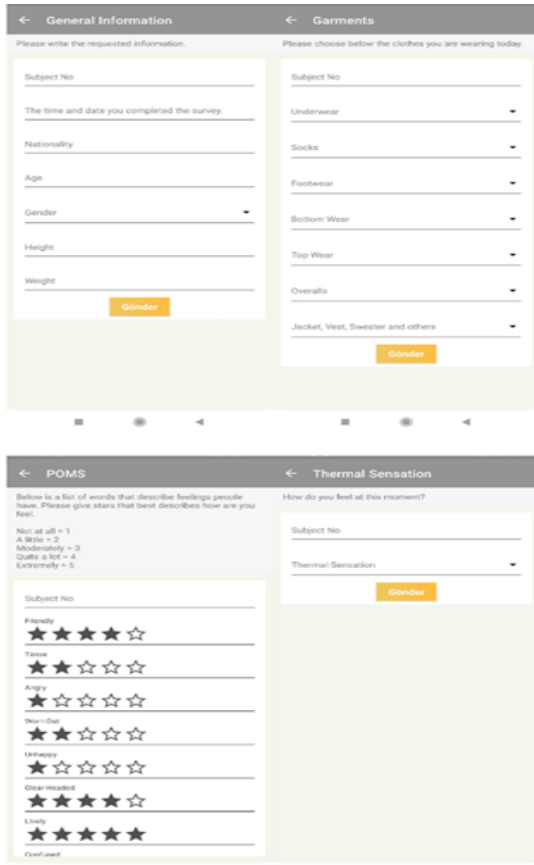 General Information
Please write the requested information.
Subject No
The time and date you completed the survey.
Nationality
Age
Gender
Height
Weight
Gönder
Garments
Please choose below the clothes you are wearing today.
Subject No
Underwear
Socks
Footwear
Bottom Wear
Top Wear
Overalls
Jacket, Vest, Sweater and others
Gönder
POMS
Below is a list of words that describe feelings people
have. Please give stars that best describes how are you
feel.
Not at all = 1
A little = 2
Moderately = 3
Quite a lot = 4
Extremely = 5
Subject No
Friendly
Tense
Angry
Worn Out
Unhappy
Clear Headed
Lively
Confused
Thermal Sensation
How do you feel at this moment?
Subject No
Thermal Sensation
Gönder